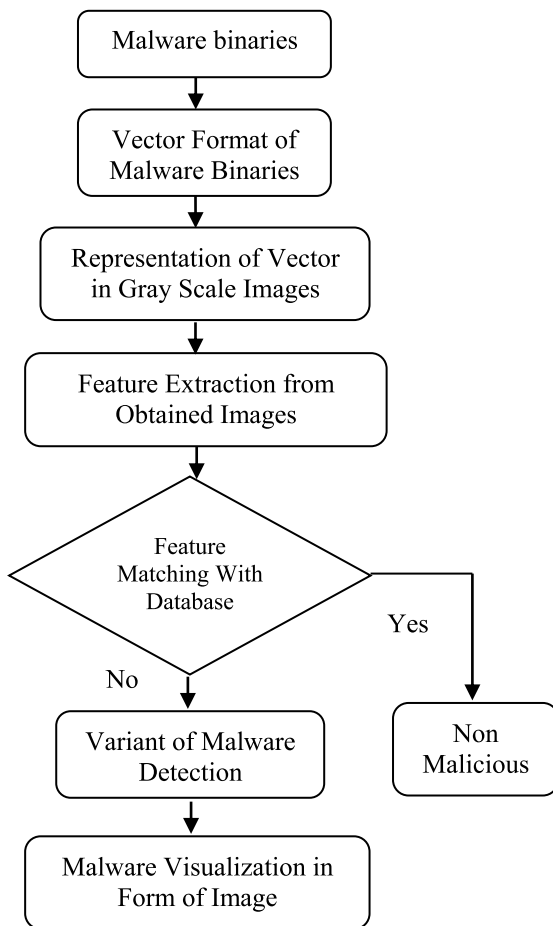 Malware binaries
Vector Format of
Malware Binaries
Representation of Vector
in Gray Scale Images
Feature Extraction from
Obtained Images
Feature
Matching With
Database
Yes
No
Variant of Malware
Detection
Non
Malicious
Malware Visualization in
Form of Image